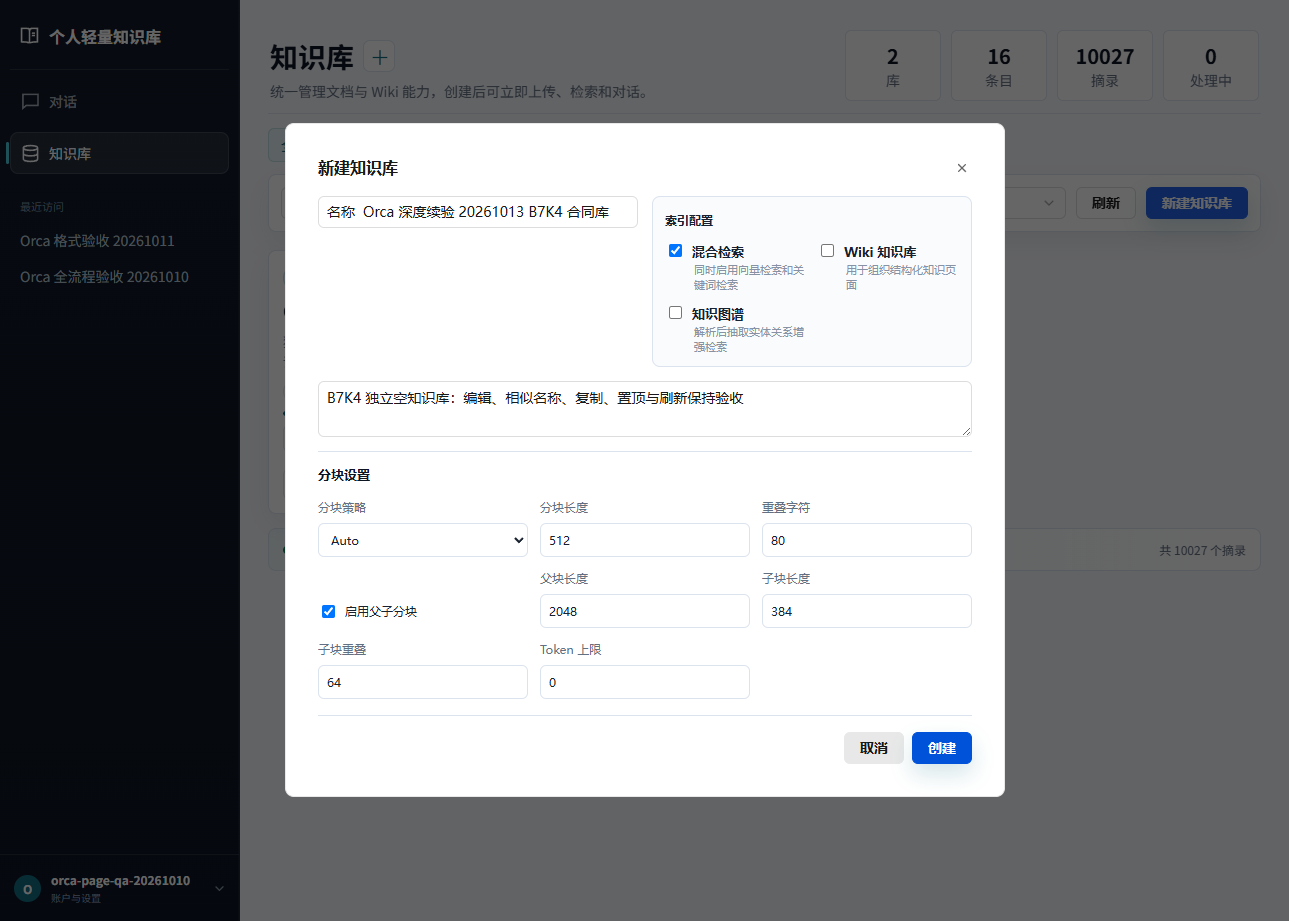 个人轻量知识库
对话
知识库
最近访问
Orca 格式验收 20261011
Orca 全流程验收 20261010
orca-page-qa-20261010
账户与设置
O
知识库
统一管理文档与 Wiki 能力，创建后可立即上传、检索和对话。
2
库
16
条目
10027
摘录
0
处理中
刷新
新建知识库
共 10027 个摘录
新建知识库
×
名称 Orca 深度续验 20261013 B7K4 合同库
索引配置
混合检索
同时启用向量检索和关
键词检索
Wiki 知识库
用于组织结构化知识页
面
知识图谱
解析后抽取实体关系增
强检索
B7K4 独立空知识库：编辑、相似名称、复制、置顶与刷新保持验收
分块设置
分块策略
Auto
分块长度
512
重叠字符
80
启用父子分块
父块长度
2048
子块长度
384
子块重叠
64
Token 上限
0
取消
创建